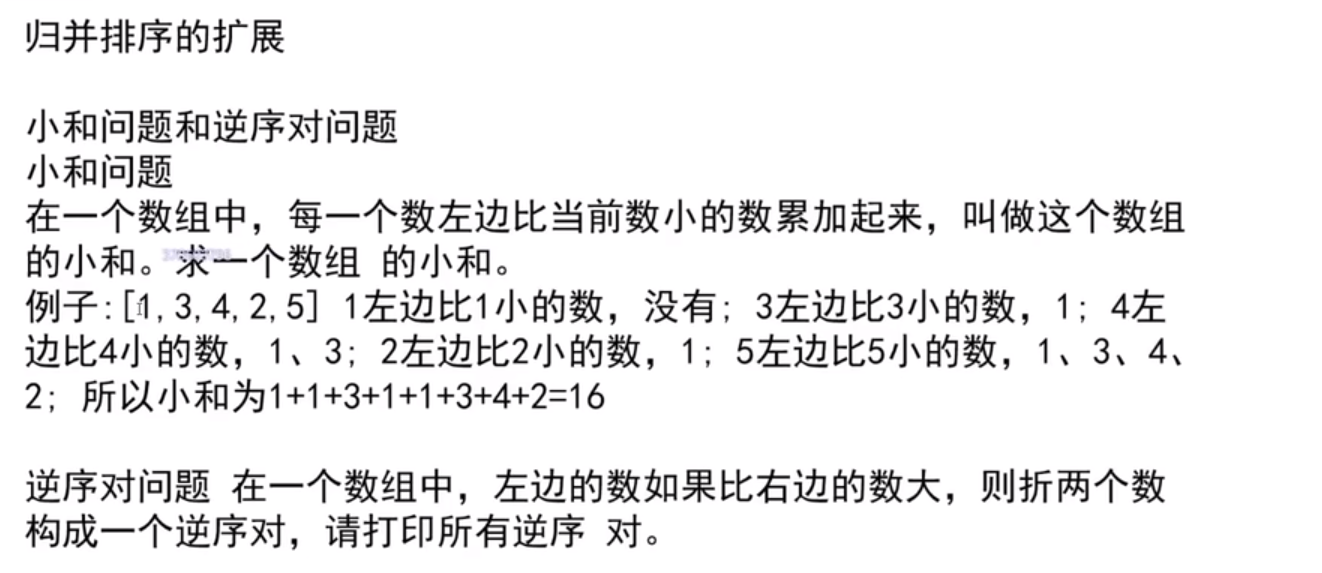 归并排序的扩展
小和问题和逆序对问题
小和问题
在一个数组中，每一个数左边比当前数小的数累加起来，叫做这个数组
的小和。求一个数组 的小和。
例子:[1,3,4,2,5] 1左边比1小的数，没有; 3左边比3小的数，1; 4左
边比4小的数，1、3; 2左边比2小的数，1; 5左边比5小的数，1、3、4、
2; 所以小和为1+1+3+1+1+3+4+2=16
逆序对问题 在一个数组中，左边的数如果比右边的数大，则折两个数
构成一个逆序对，请打印所有逆序 对。